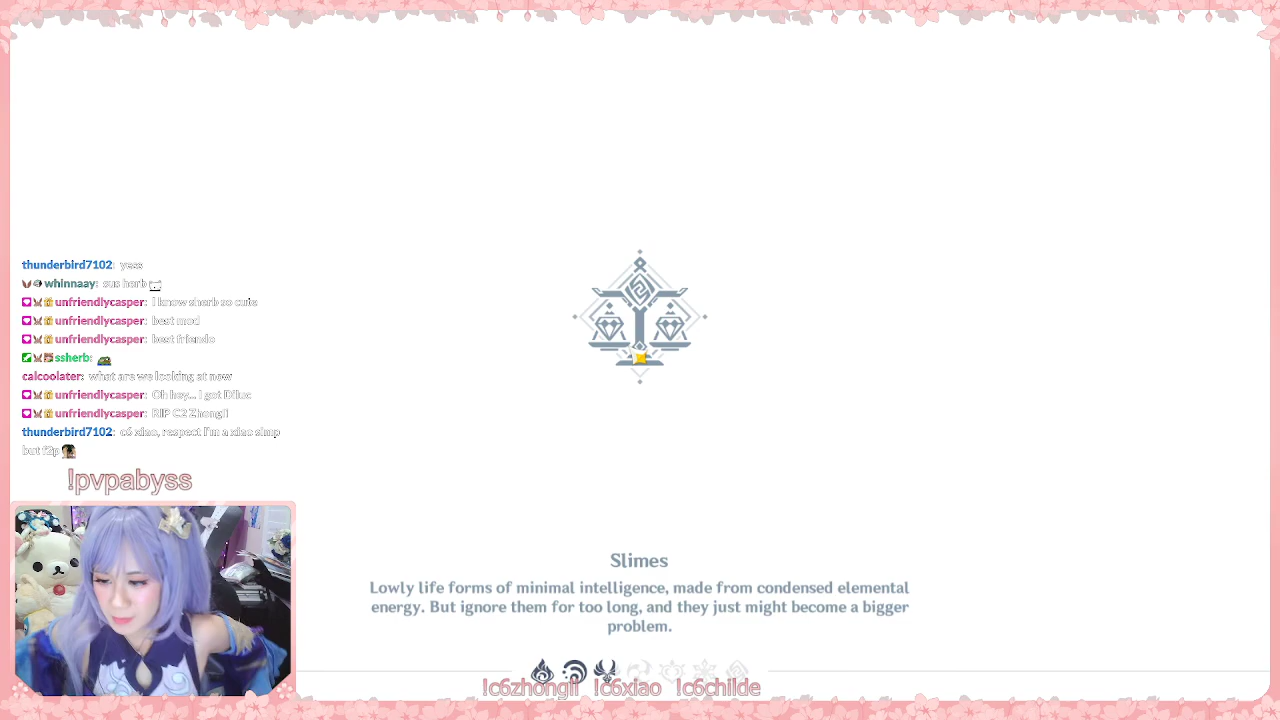 thunderbird7102: yess
whinnaay: sus herb
unfriendlycasper: I know sherb so cute
unfriendlycasper: best mod
unfriendlycasper: best friendo
ssherb:
calcoolater: what are we looking at now
unfriendlycasper: Oh hey... I got Diluc
unfriendlycasper: RIP C2 Zhongli
thunderbird7102: c6 xiao, respect I'm a xiao simp
but f2p
!pvpabyss
Slimes
Lowly life forms of minimal intelligence, made from condensed elemental
energy. But ignore them for too long, and they just might become a bigger
problem.
!c6zhongli !c6xiao !c6childe